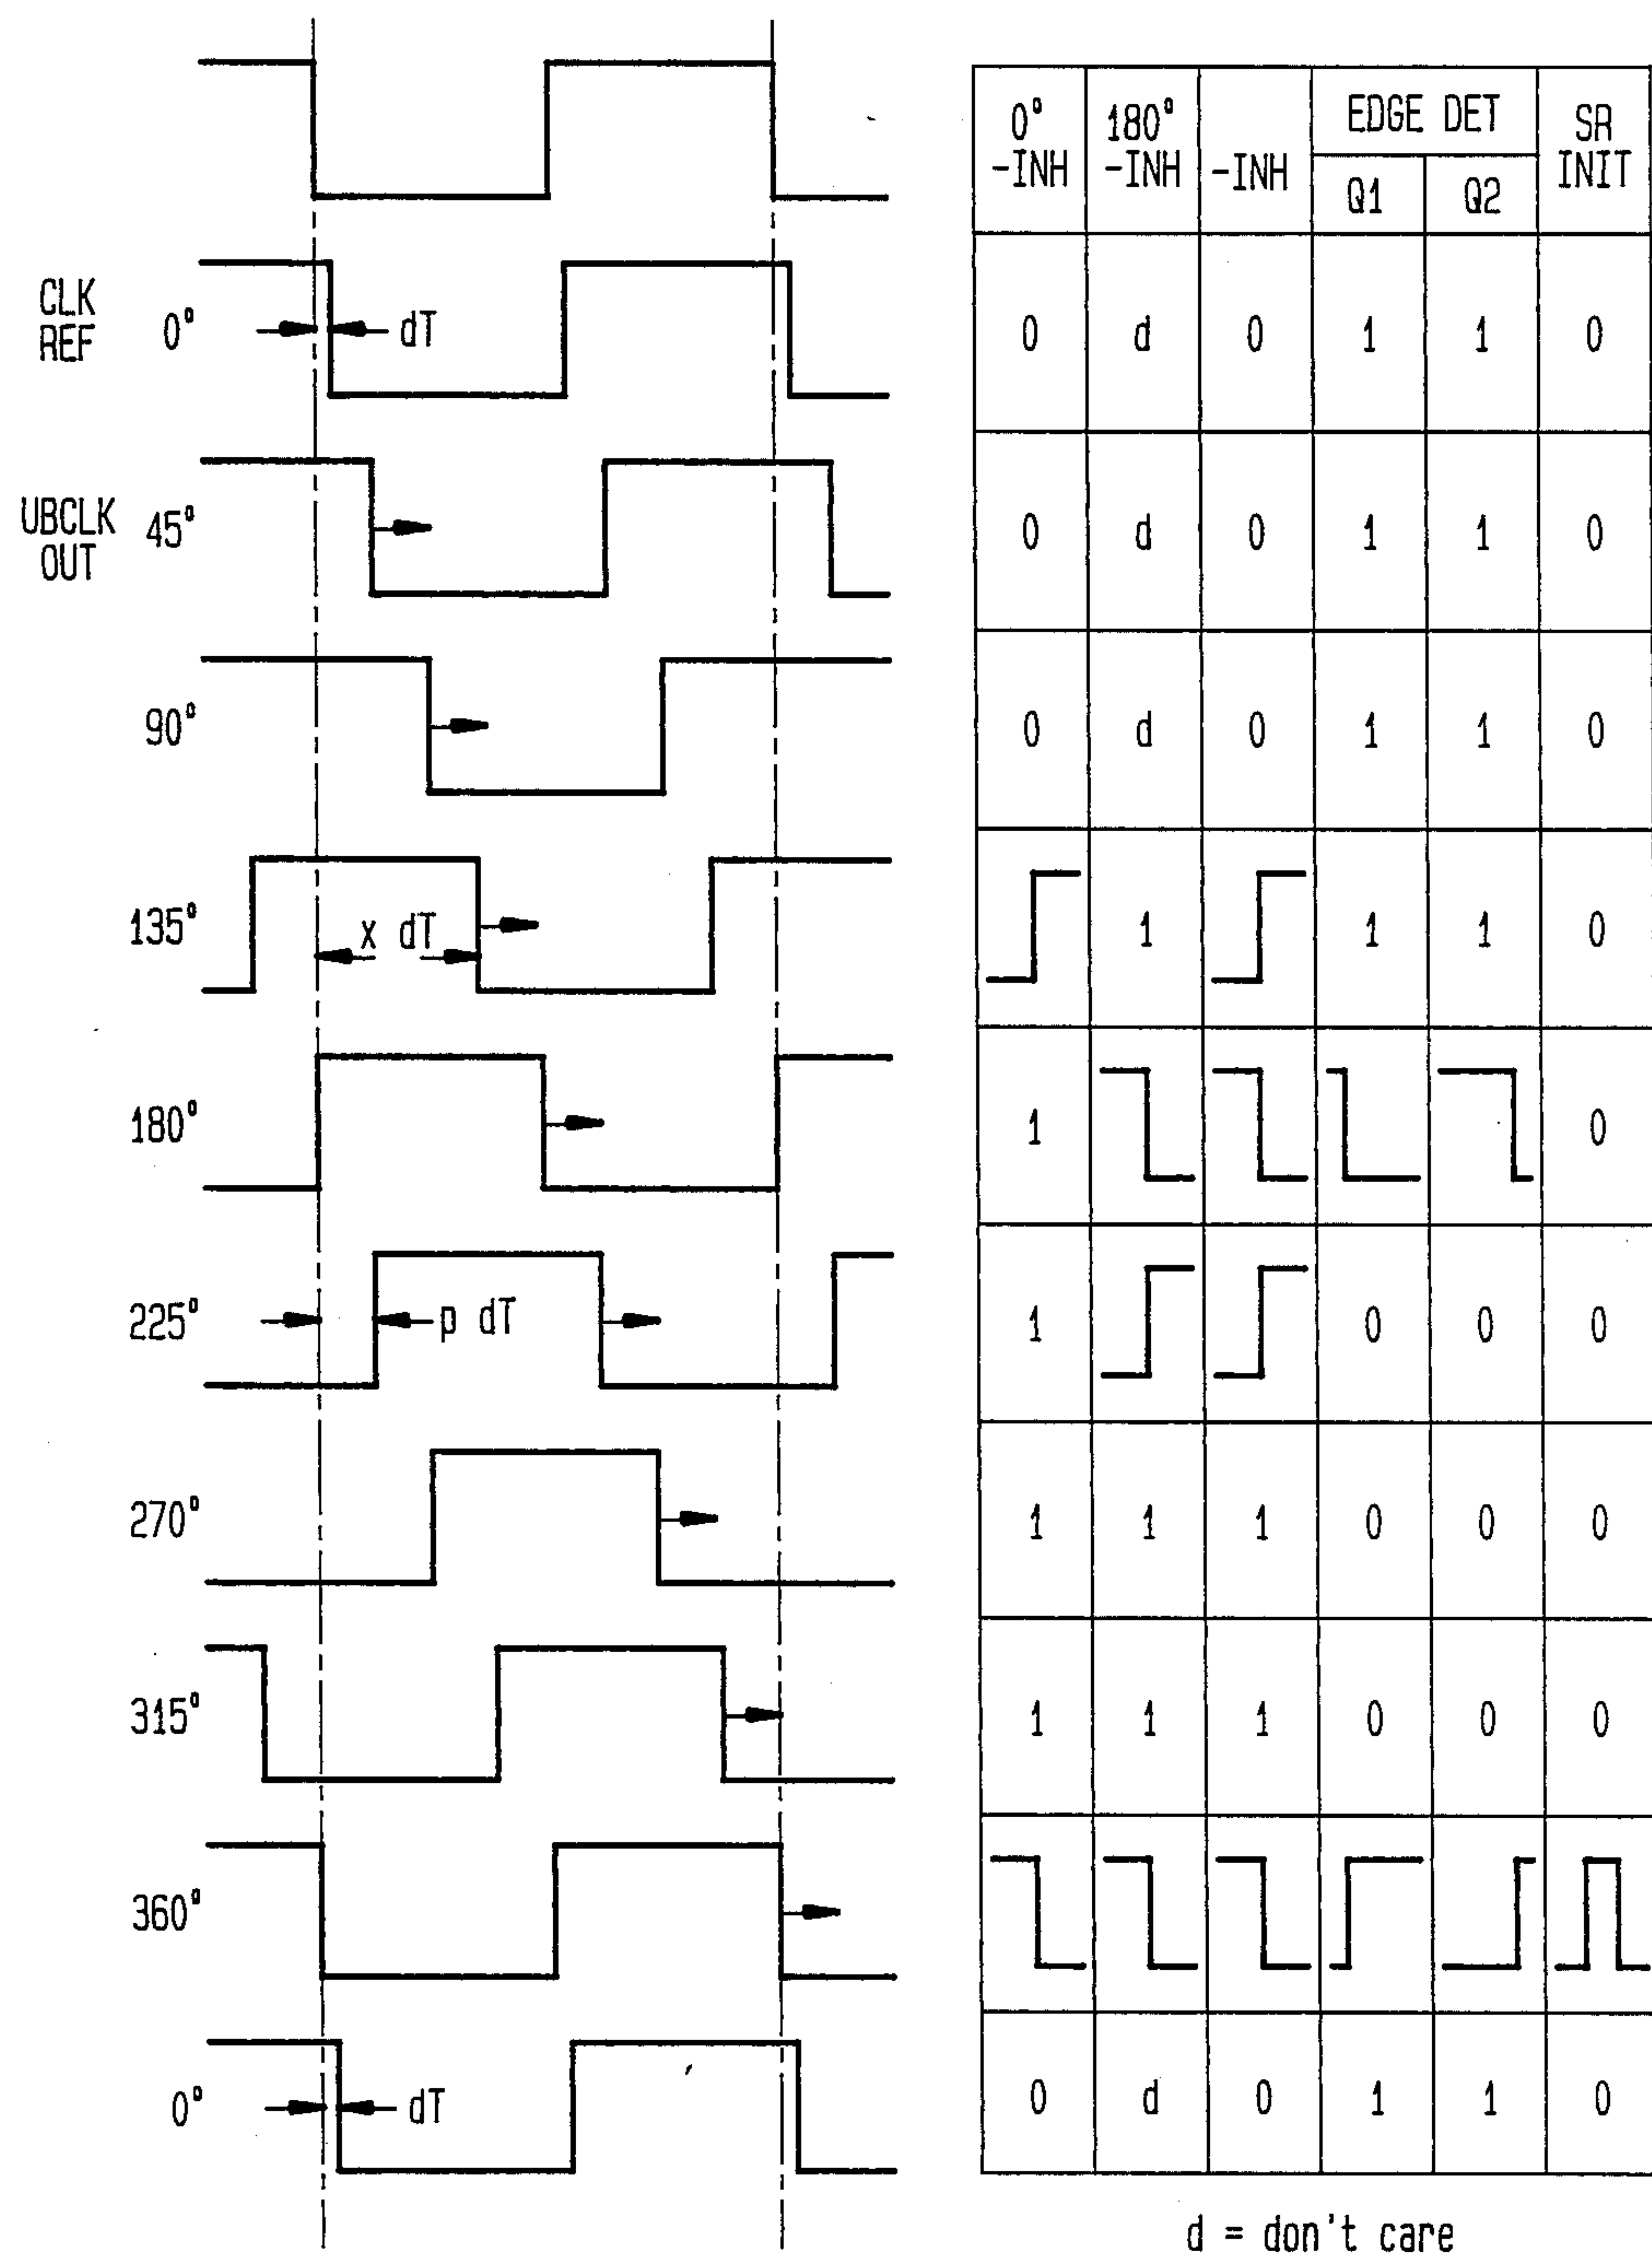 0° -INH 180° -INH -INH EDGE DET Q1 Q2 SR INIT
CLK REF 0° dT 0 d 0 1 1 0
UBCLK OUT 45° 0 d 0 1 1 0
90° 0 d 0 1 1 0
135° x dT 1 1 1 0
180° 1 0
225° p dT 1 0 0 0
270° 1 1 1 0 0 0
315° 1 1 1 0 0 0
360°
0° dT 0 d 0 1 1 0
d = don't care